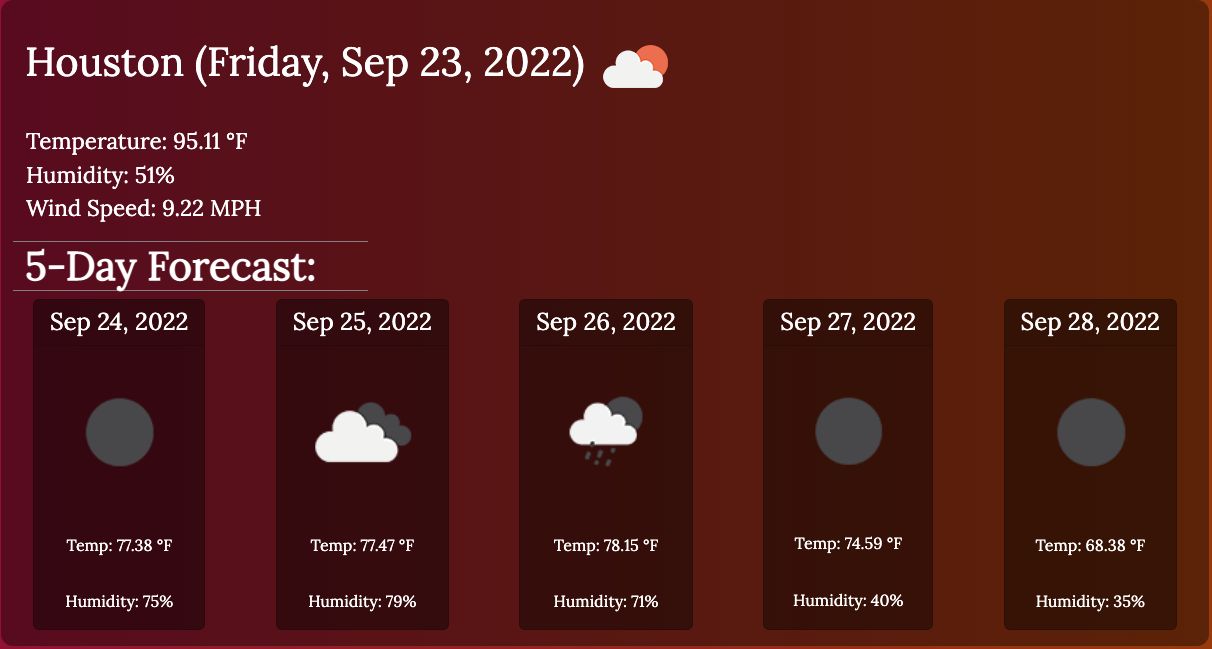 Houston (Friday, Sep 23, 2022)
Temperature: 95.11 °F
Humidity: 51%
Wind Speed: 9.22 MPH
5-Day Forecast:
Sep 24, 2022
Temp: 77.38 °F
Humidity: 75%
Sep 25, 2022
Temp: 77.47 °F
Humidity: 79%
Sep 26, 2022
Temp: 78.15 °F
Humidity: 71%
Sep 27, 2022
Temp: 74.59 °F
Humidity: 40%
Sep 28, 2022
Temp: 68.38 °F
Humidity: 35%